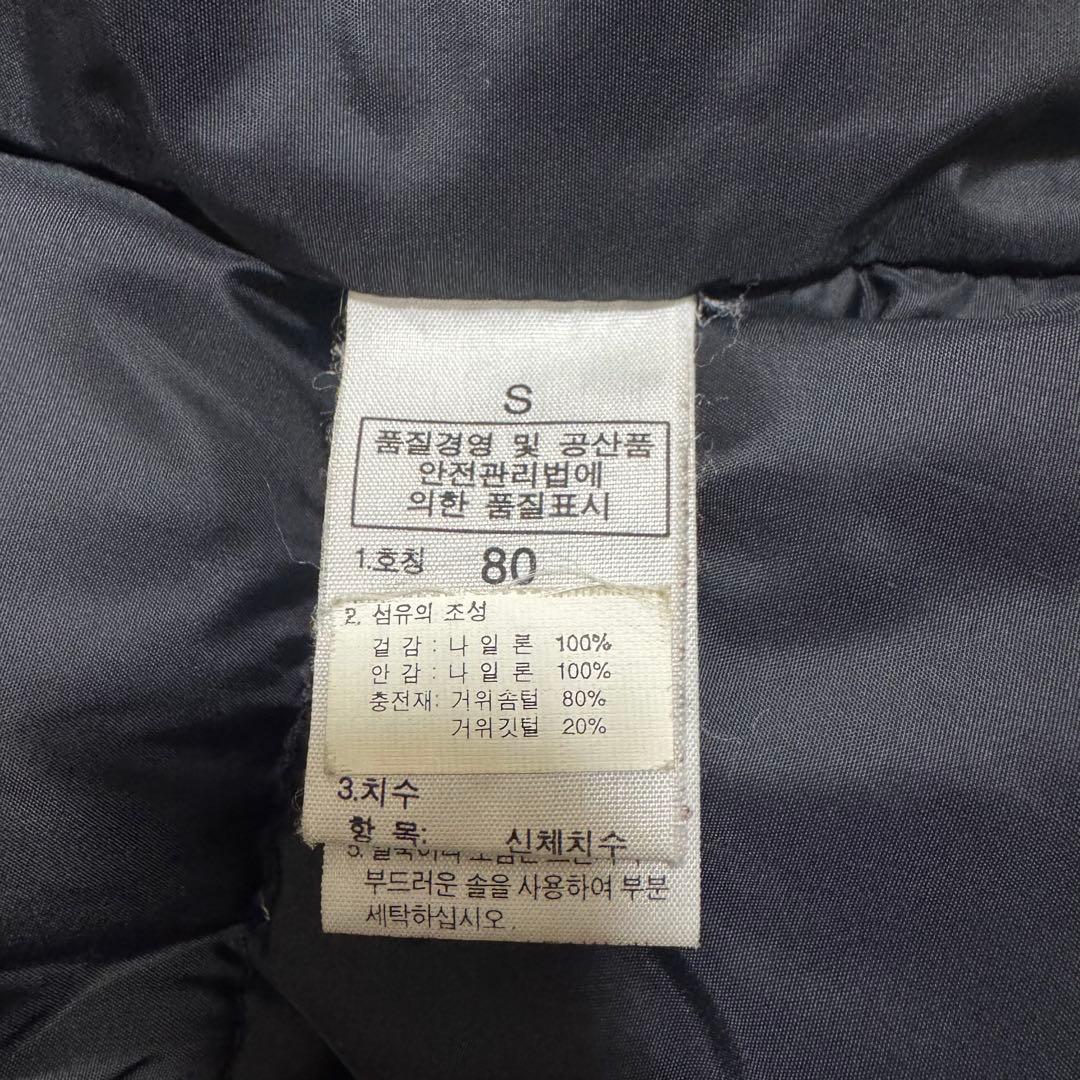 S
품질경영 및 공산품
안전관리법에
의한 품질표시
1.호칭 80
2. 섬유의 조성
겉감 : 나일론 100%
안감 : 나일론 100%
충전재: 거위솜털 80%
거위깃털 20%
3.치수
항 목: 신체치수
부드러운 솔을 사용하여 부분
세탁하십시오.